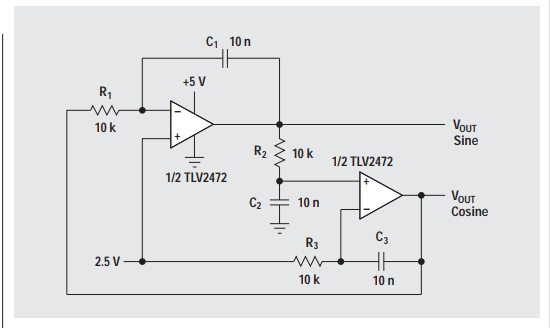 C1 10 n
+5 V
R1
10 k
–
+
VOUT
Sine
R2 10 k
1/2 TLV2472
1/2 TLV2472
+
–
VOUT
Cosine
C2 10 n
C3
R3
2.5 V
10 k
10 n